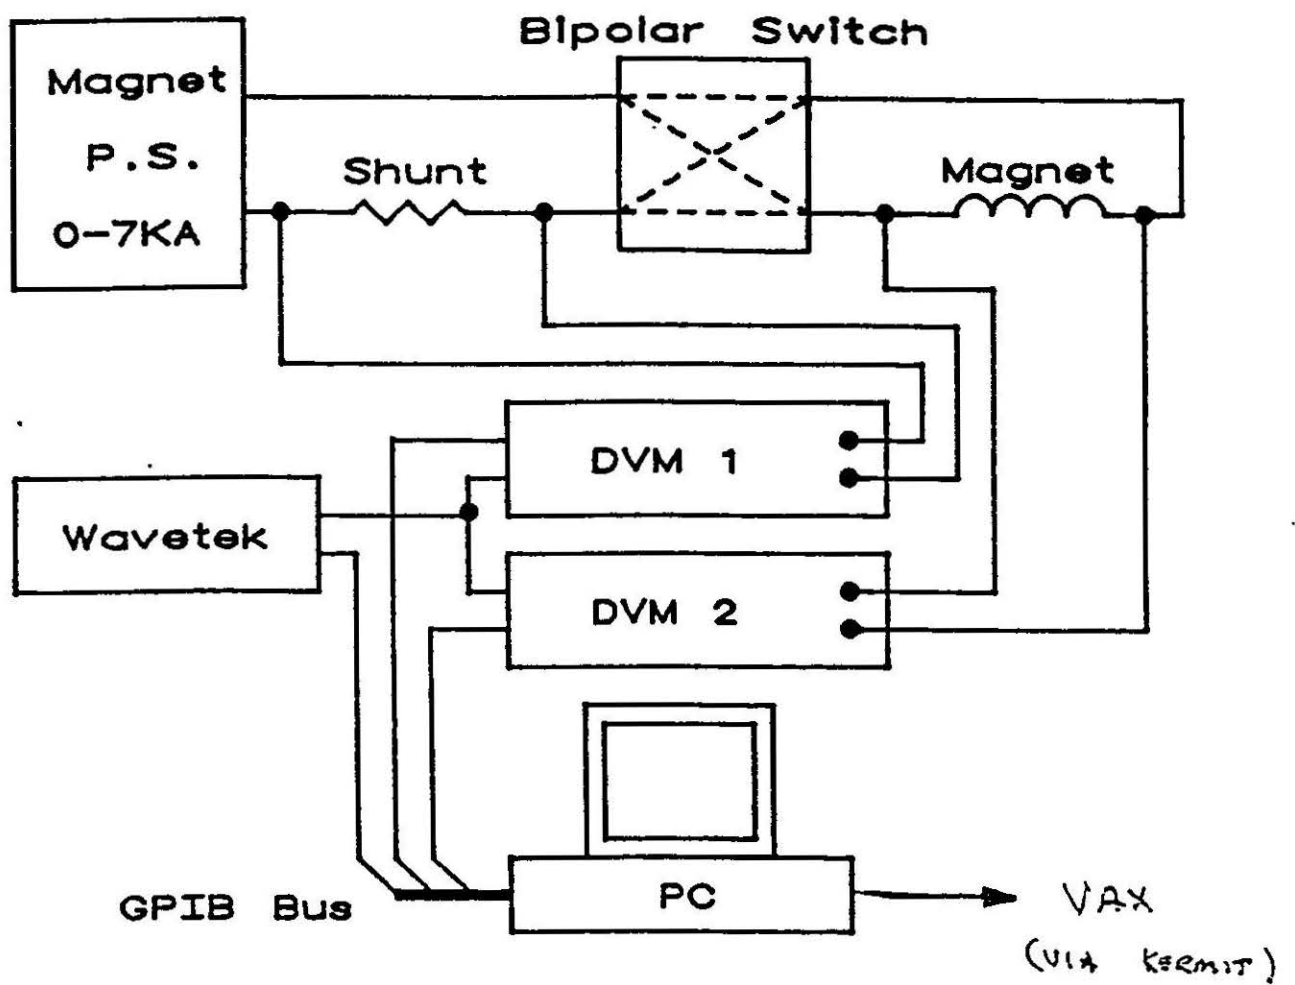 Bipolar Switch
Magnet
P.S.
0-7KA
Shunt
Magnet
DVM 1
Wavetek
DVM 2
PC
GPIB Bus
VAX
(VIA KERMIT)